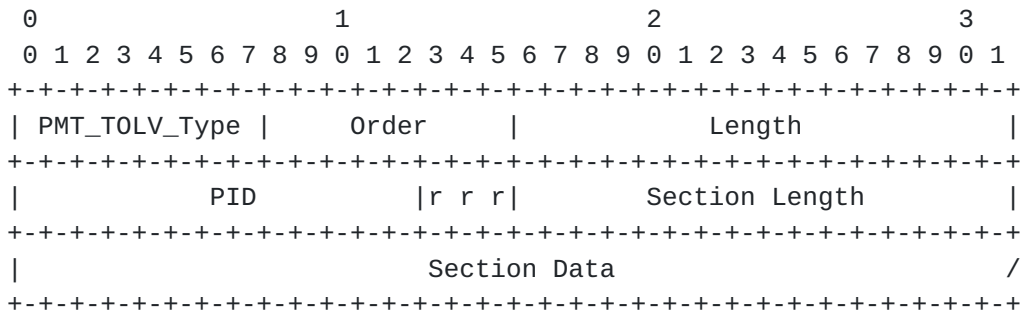 0                   1                   2                   3
 0 1 2 3 4 5 6 7 8 9 0 1 2 3 4 5 6 7 8 9 0 1 2 3 4 5 6 7 8 9 0 1
+-+-+-+-+-+-+-+-+-+-+-+-+-+-+-+-+-+-+-+-+-+-+-+-+-+-+-+-+-+-+-+-+
| PMT_TOLV_Type |     Order     |            Length             |
+-+-+-+-+-+-+-+-+-+-+-+-+-+-+-+-+-+-+-+-+-+-+-+-+-+-+-+-+-+-+-+-+
|            PID          |r r r|        Section Length         |
+-+-+-+-+-+-+-+-+-+-+-+-+-+-+-+-+-+-+-+-+-+-+-+-+-+-+-+-+-+-+-+-+
|                          Section Data                         /
+-+-+-+-+-+-+-+-+-+-+-+-+-+-+-+-+-+-+-+-+-+-+-+-+-+-+-+-+-+-+-+-+